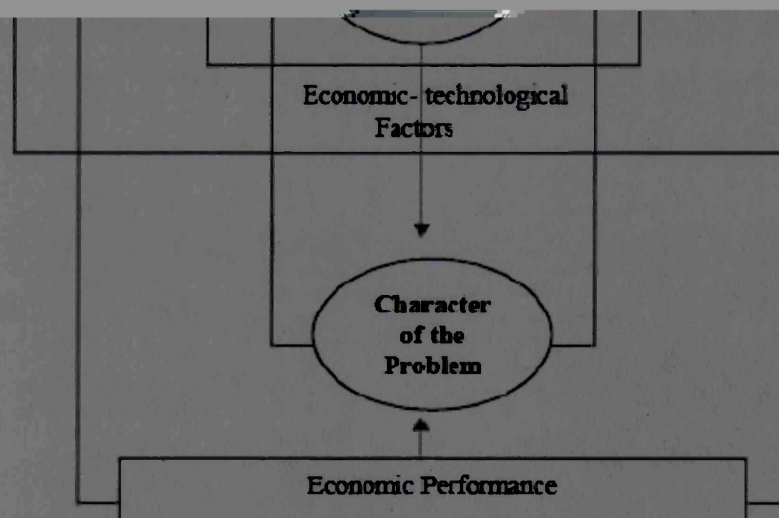 Economic- technological
Factors
Character
of the
Problem
Economic Performance